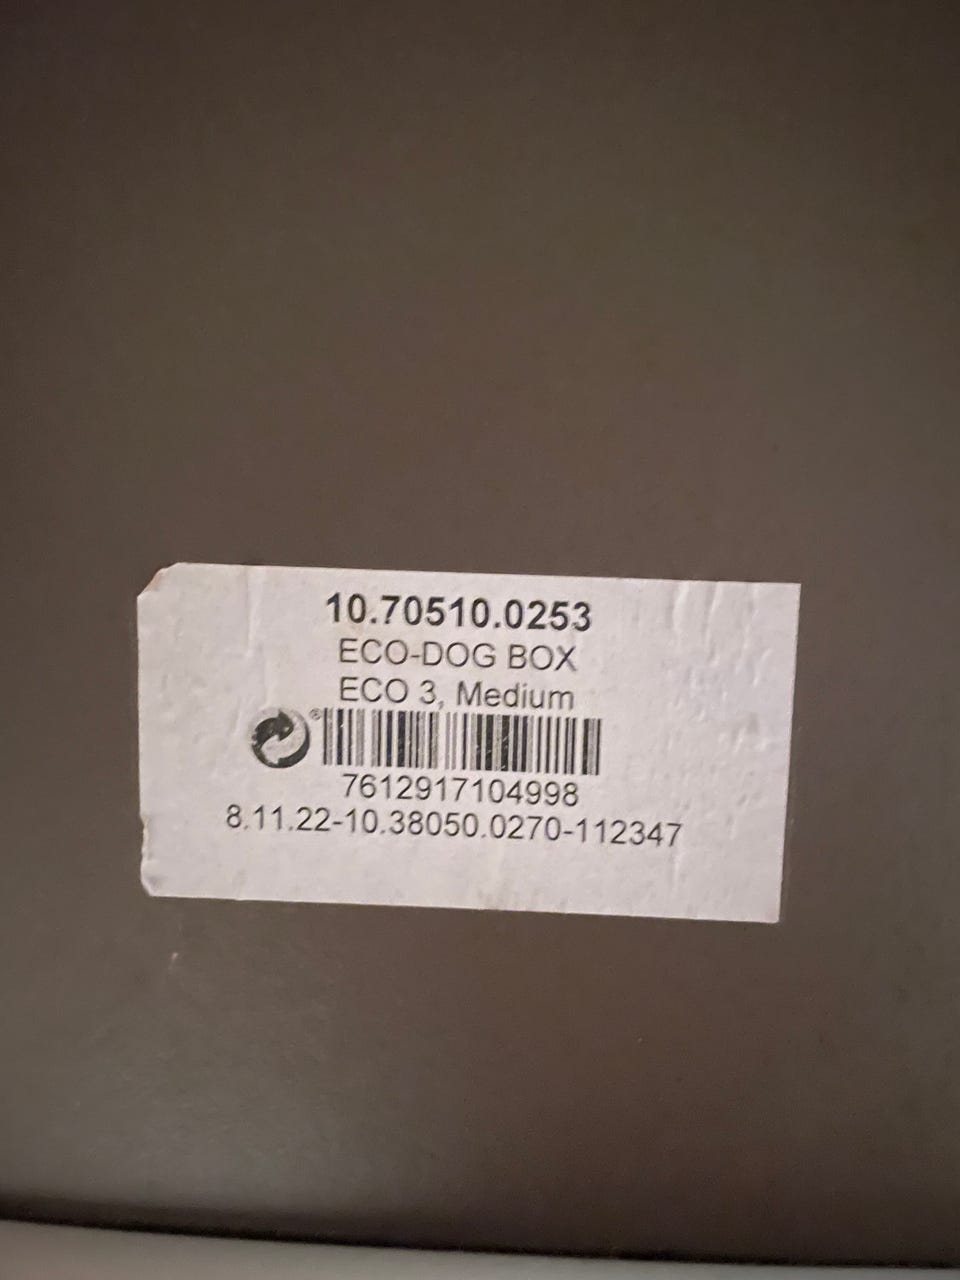 10.70510.0253
ECO-DOG BOX
ECO 3, Medium
®
7612917104998
8.11.22-10.38050.0270-112347